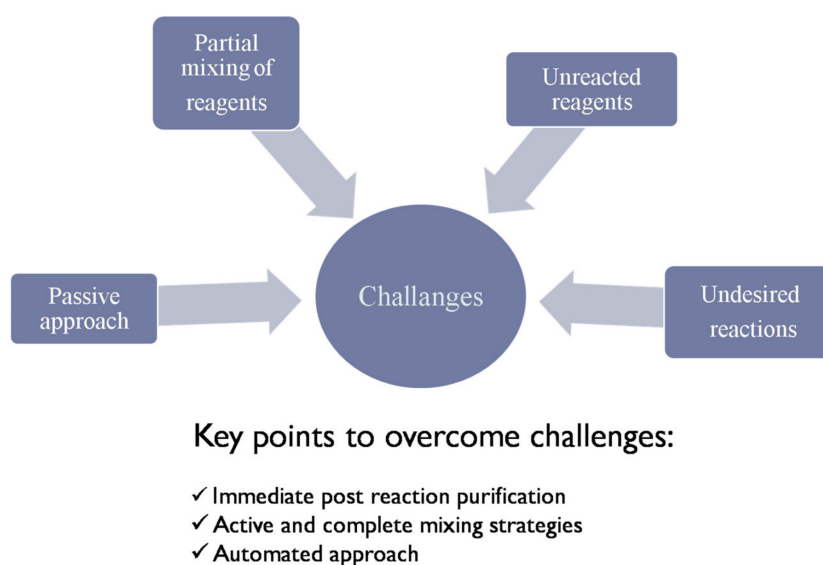 Partial
mixing of
reagents
Unreacted
reagents
Passive
approach
Challanges
Undesired
reactions
Key points to overcome challenges:
✓ Immediate post reaction purification
✓ Active and complete mixing strategies
✓ Automated approach